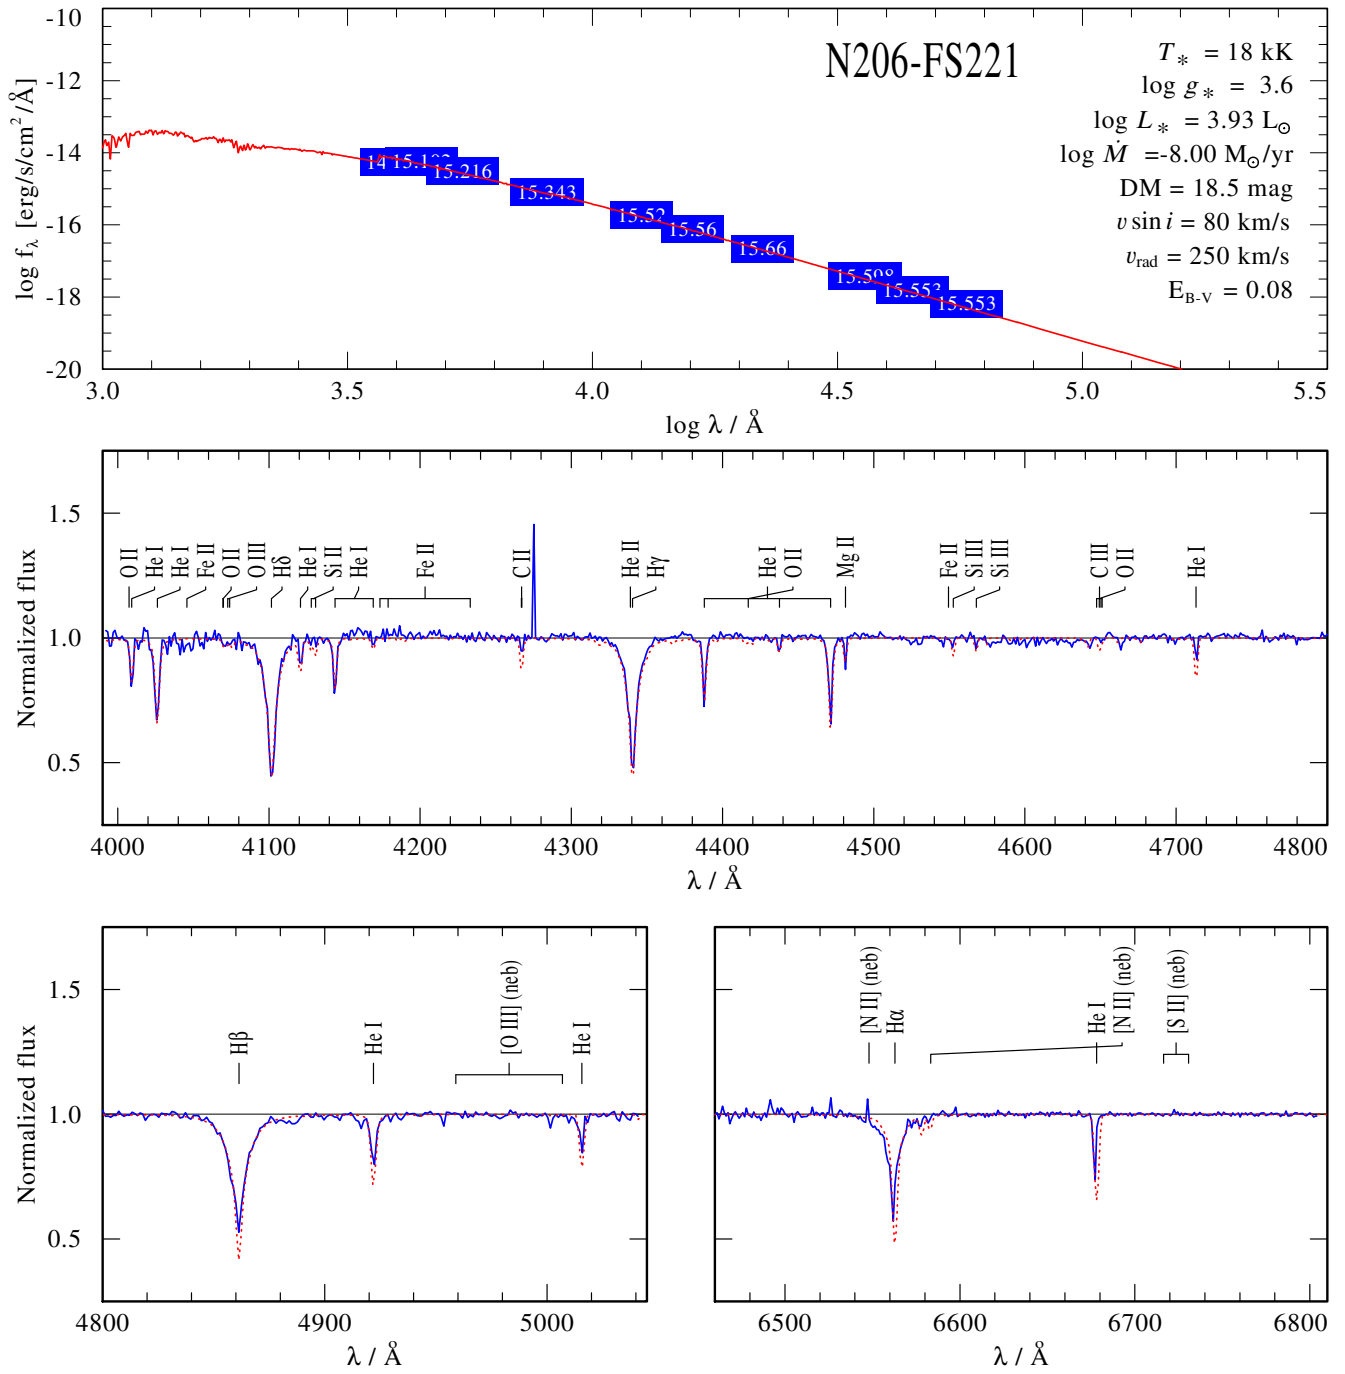 N206-FS221
T* = 18 kK
log g* = 3.6
log L* = 3.93 L⊙
log Ṁ =-8.00 M⊙/yr
DM = 18.5 mag
v sin i = 80 km/s
vrad = 250 km/s
EB-V = 0.08
log fλ [erg/s/cm²/Å]
-10
-12
-14
-16
-18
-20
15.216
15.343
15.52
15.56
15.66
15.598
15.553
15.553
3.0 3.5 4.0 4.5 5.0 5.5
log λ / Å
Normalized flux
1.5
1.0
0.5
O II He I He I Fe II O II O III Hδ He I Si II He I Fe II C II He II Hγ He I O II Mg II Fe II Si III Si III C III O II He I
4000 4100 4200 4300 4400 4500 4600 4700 4800
λ / Å
Normalized flux
1.5
1.0
0.5
Hβ He I [O III] (neb) He I
4800 4900 5000
λ / Å
[N II] (neb) Hα He I [N II] (neb) [S II] (neb)
6500 6600 6700 6800
λ / Å